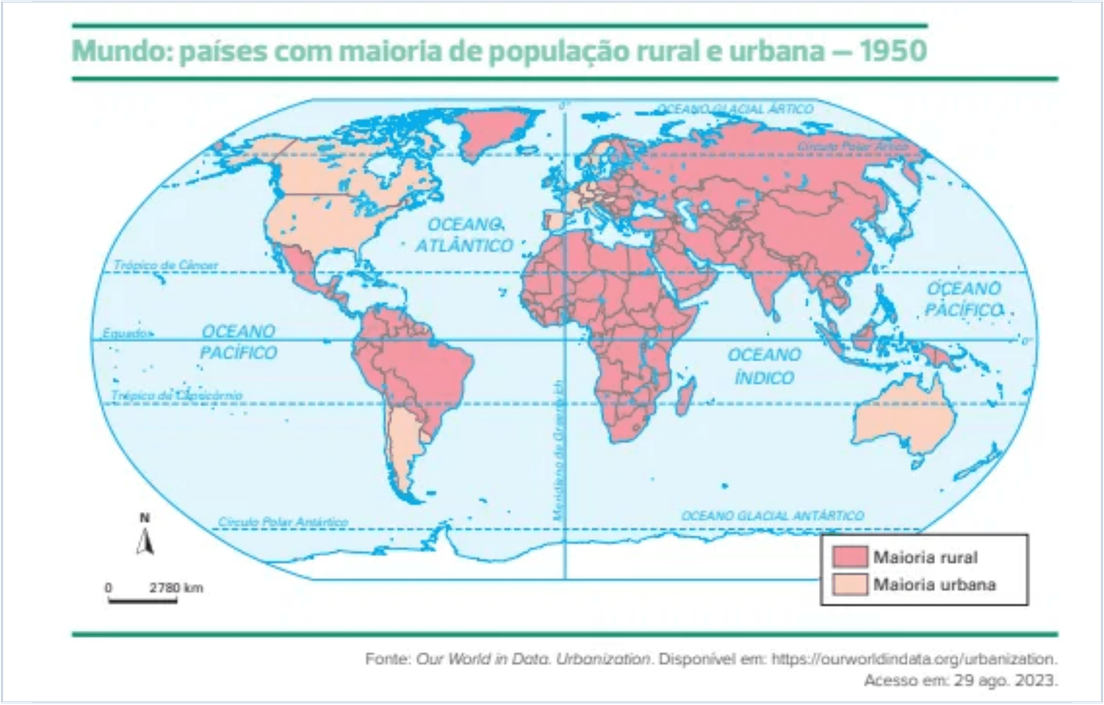 Mundo: países com maioria de população rural e urbana – 1950
0°
OCEANO GLACIAL ÁRTICO
Círculo Polar Ártico
OCEANO
ATLÂNTICO
Trópico de Câncer
OCEANO
PACÍFICO
Equador
OCEANO
PACÍFICO
0°
OCEANO
ÍNDICO
Trópico de Capricórnio
Meridiano de Greenwich
Círculo Polar Antártico
OCEANO GLACIAL ANTÁRTICO
N
0 2780 km
Maioria rural
Maioria urbana
Fonte: Our World in Data. Urbanization. Disponível em: https://ourworldindata.org/urbanization.
Acesso em: 29 ago. 2023.